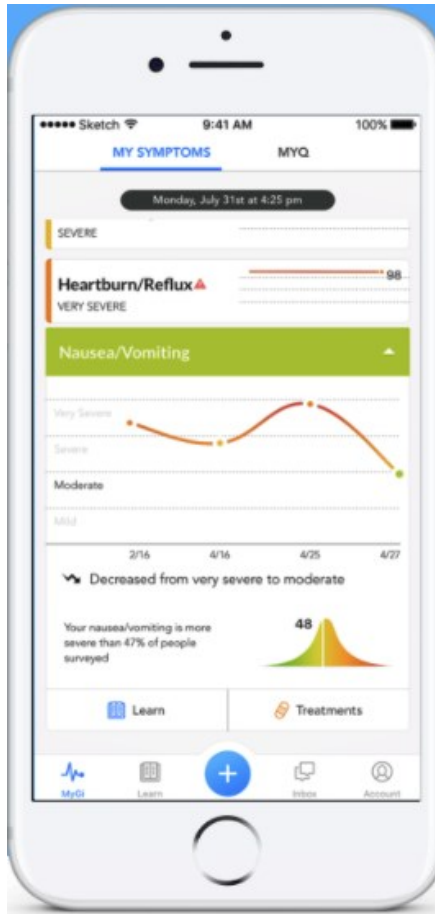 Sketch 9:41 AM 100%
MY SYMPTOMS MYQ
Monday, July 31st at 4:25 pm
SEVERE
Heartburn/Reflux
98
VERY SEVERE
Nausea/Vomiting
Very Severe
Severe
Moderate
Mild
2/16 4/16 4/25 4/27
Decreased from very severe to moderate
Your nausea/vomiting is more
severe than 47% of people
surveyed
48
Learn Treatments
MyGi Learn Inbox Account